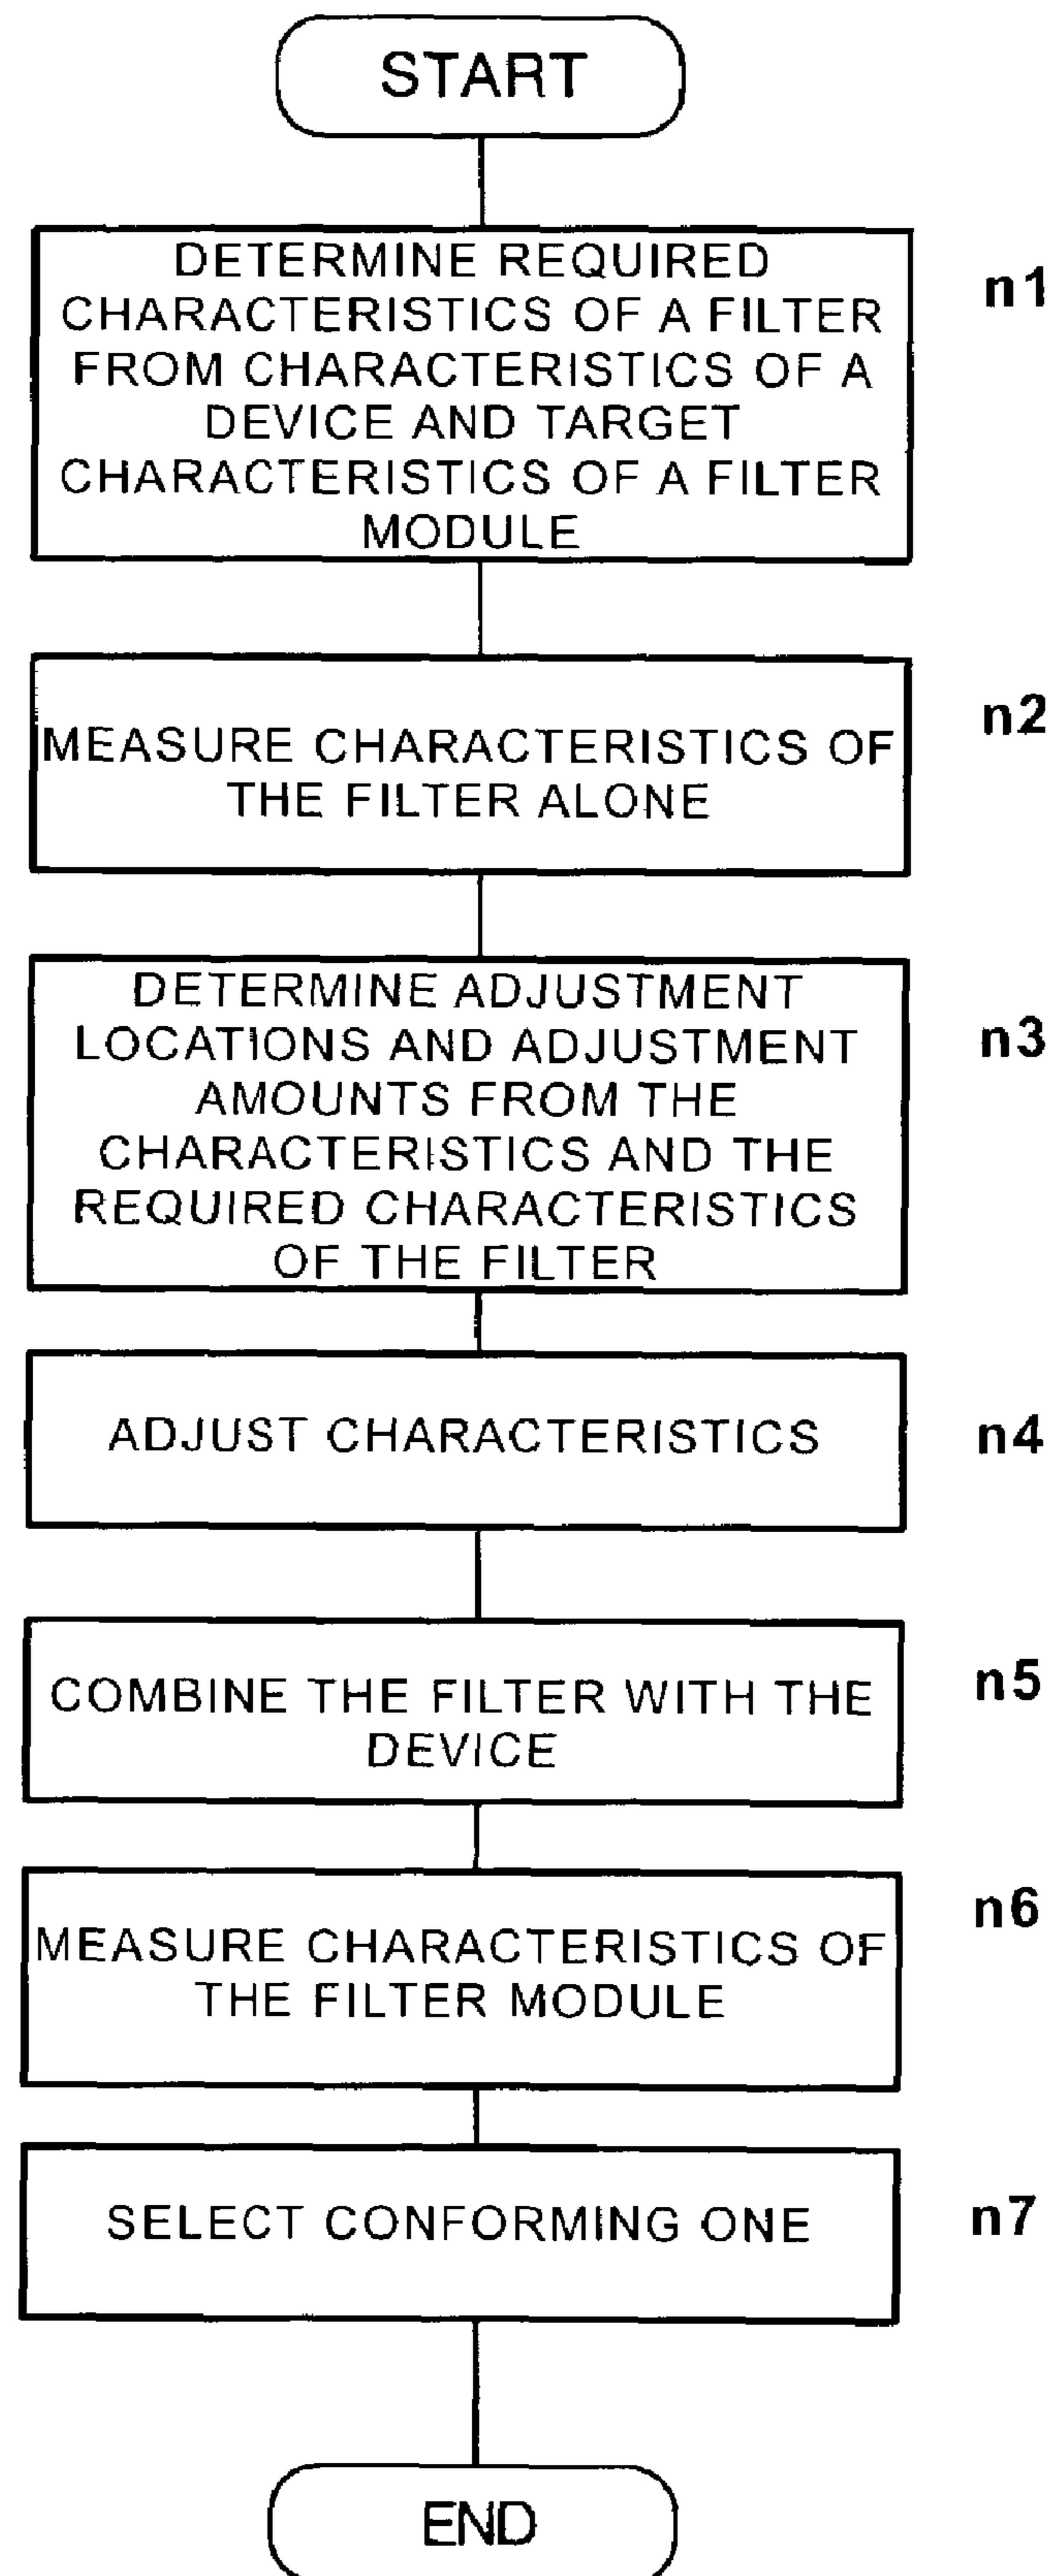 START
DETERMINE REQUIRED
CHARACTERISTICS OF A FILTER
FROM CHARACTERISTICS OF A
DEVICE AND TARGET
CHARACTERISTICS OF A FILTER
MODULE
n1
MEASURE CHARACTERISTICS OF
THE FILTER ALONE
n2
DETERMINE ADJUSTMENT
LOCATIONS AND ADJUSTMENT
AMOUNTS FROM THE
CHARACTERISTICS AND THE
REQUIRED CHARACTERISTICS
OF THE FILTER
n3
ADJUST CHARACTERISTICS
n4
COMBINE THE FILTER WITH THE
DEVICE
n5
MEASURE CHARACTERISTICS OF
THE FILTER MODULE
n6
SELECT CONFORMING ONE
n7
END